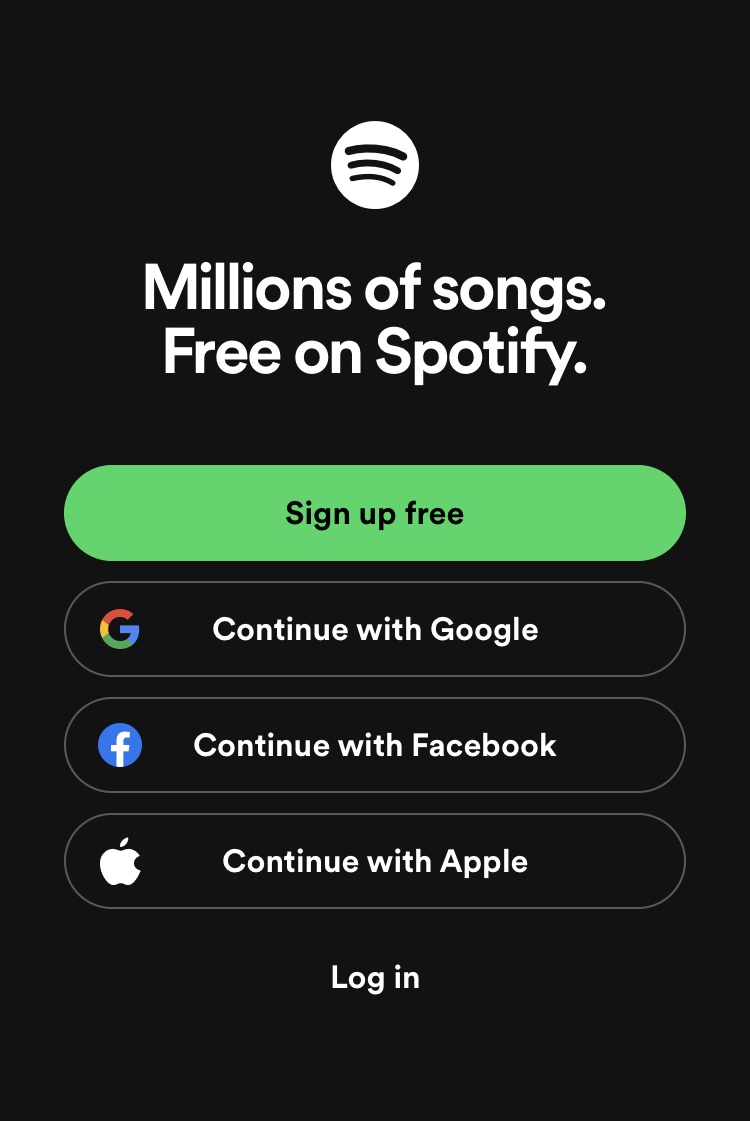 Millions of songs.
Free on Spotify.
Sign up free
Continue with Google
Continue with Facebook
Continue with Apple
Log in